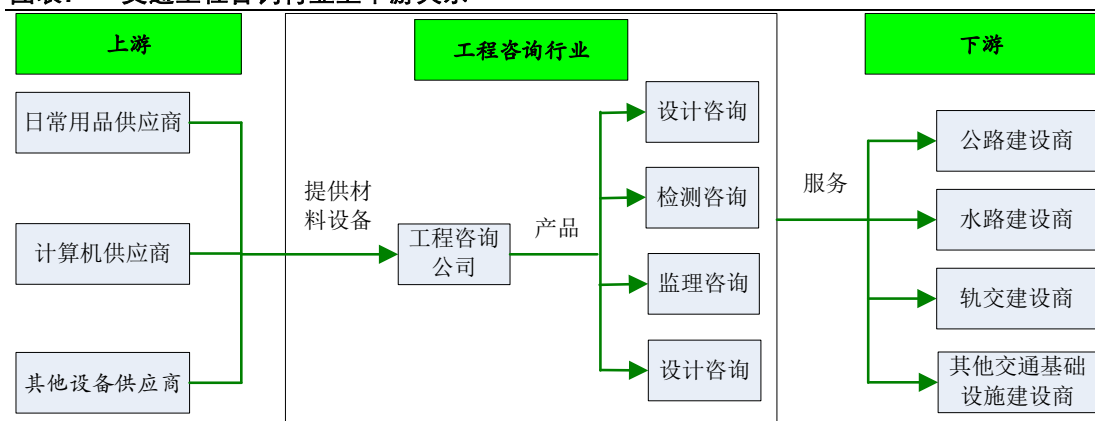 上游
工程咨询行业
下游
日常用品供应商
计算机供应商
其他设备供应商
提供材
料设备
工程咨询
公司
产品
设计咨询
检测咨询
监理咨询
设计咨询
服务
公路建设商
水路建设商
轨交建设商
其他交通基础
设施建设商